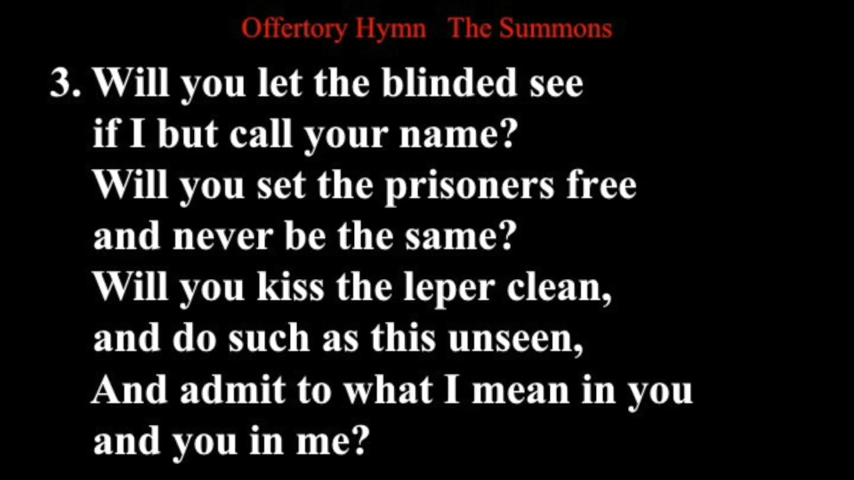 Offertory Hymn The Summons
3. Will you let the blinded see
if I but call your name?
Will you set the prisoners free
and never be the same?
Will you kiss the leper clean,
and do such as this unseen,
And admit to what I mean in you
and you in me?